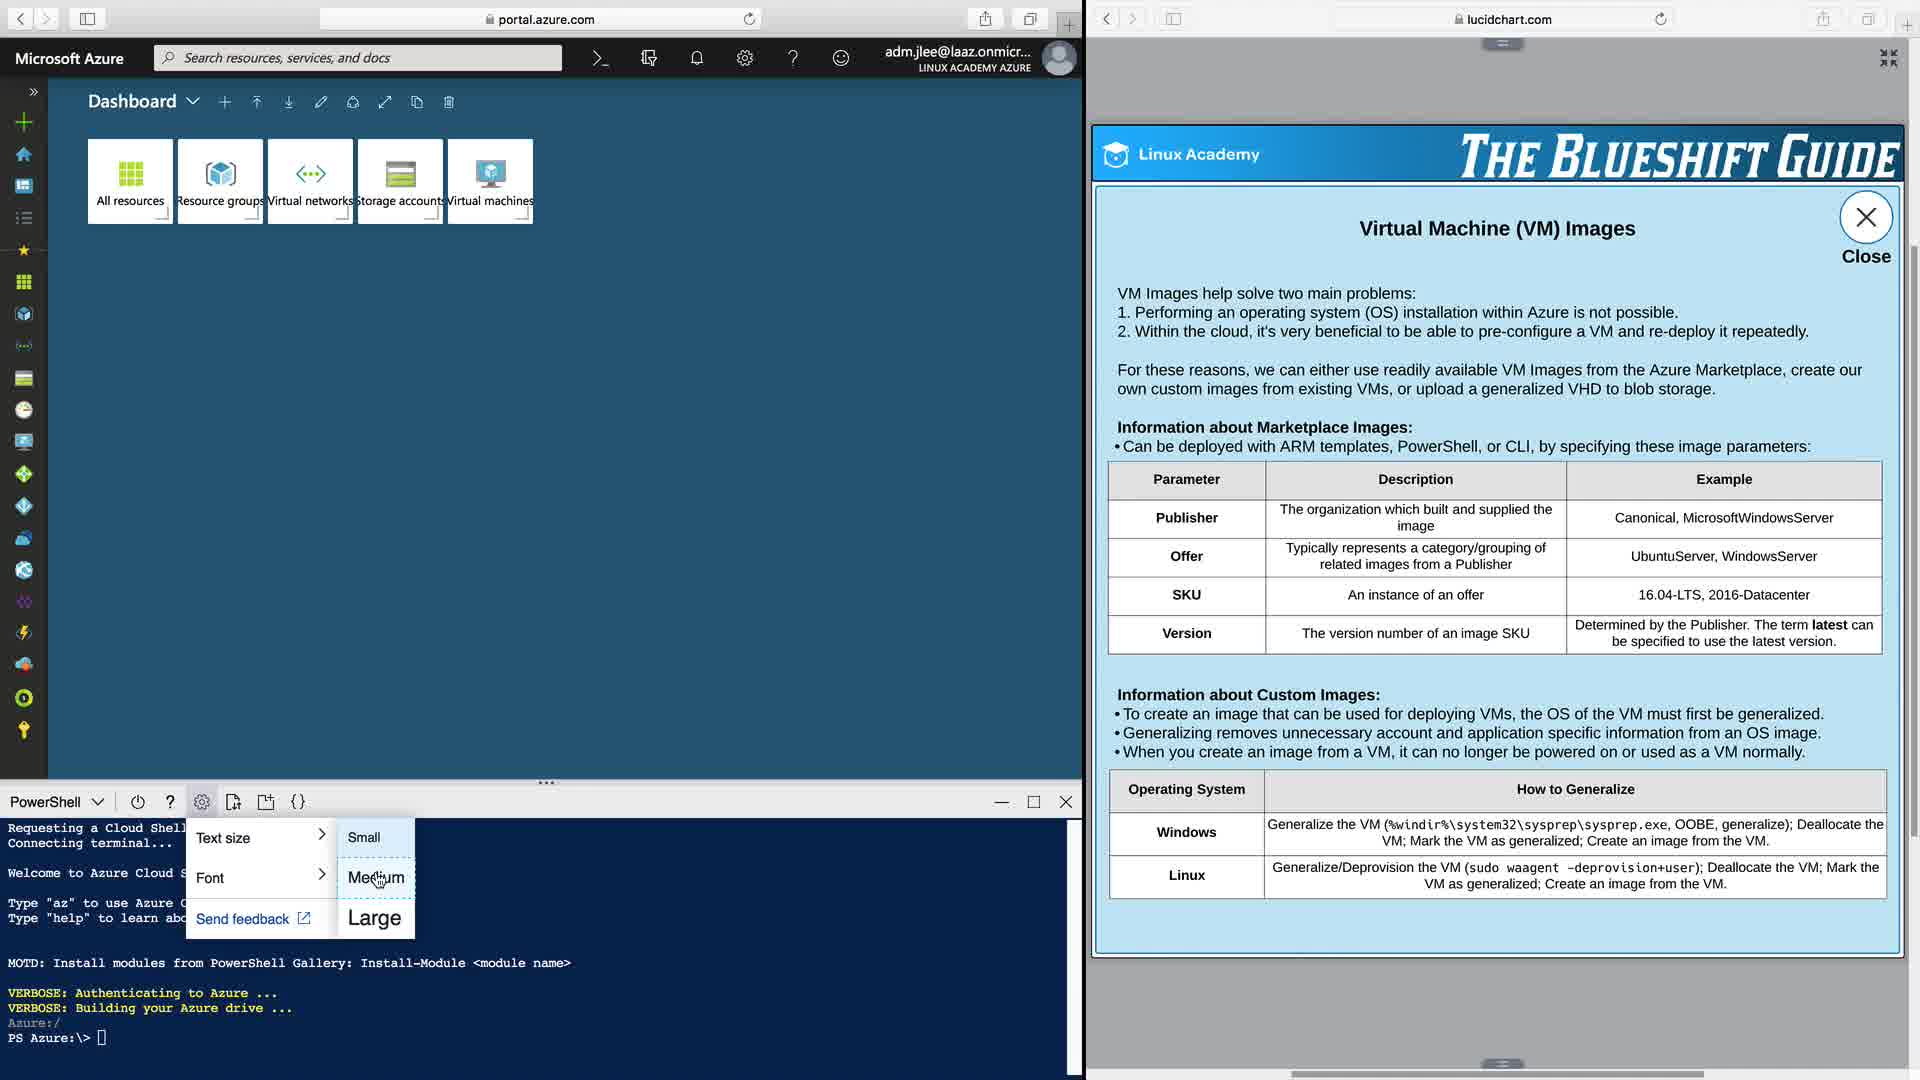 portal.azure.com
Microsoft Azure
Search resources, services, and docs
adm.jlee@laaz.onmicr...
LINUX ACADEMY AZURE
Dashboard
All resources
Resource groups
Virtual networks
Storage accounts
Virtual machines
PowerShell
Requesting a Cloud Shell
Connecting terminal...
Welcome to Azure Cloud S
Type "az" to use Azure C
Type "help" to learn abo
Text size
Font
Send feedback
Small
Medium
Large
MOTD: Install modules from PowerShell Gallery: Install-Module <module name>
VERBOSE: Authenticating to Azure ...
VERBOSE: Building your Azure drive ...
Azure:/
PS Azure:\>
lucidchart.com
Linux Academy
THE BLUESHIFT GUIDE
Virtual Machine (VM) Images
Close
VM Images help solve two main problems:
1. Performing an operating system (OS) installation within Azure is not possible.
2. Within the cloud, it's very beneficial to be able to pre-configure a VM and re-deploy it repeatedly.
For these reasons, we can either use readily available VM Images from the Azure Marketplace, create our
own custom images from existing VMs, or upload a generalized VHD to blob storage.
Information about Marketplace Images:
• Can be deployed with ARM templates, PowerShell, or CLI, by specifying these image parameters:
Parameter Description Example
Publisher
The organization which built and supplied the
image
Canonical, MicrosoftWindowsServer
Offer
Typically represents a category/grouping of
related images from a Publisher
UbuntuServer, WindowsServer
SKU An instance of an offer 16.04-LTS, 2016-Datacenter
Version The version number of an image SKU
Determined by the Publisher. The term latest can
be specified to use the latest version.
Information about Custom Images:
• To create an image that can be used for deploying VMs, the OS of the VM must first be generalized.
• Generalizing removes unnecessary account and application specific information from an OS image.
• When you create an image from a VM, it can no longer be powered on or used as a VM normally.
Operating System How to Generalize
Windows
Generalize the VM (%windir%\system32\sysprep\sysprep.exe, OOBE, generalize); Deallocate the
VM; Mark the VM as generalized; Create an image from the VM.
Linux
Generalize/Deprovision the VM (sudo waagent -deprovision+user); Deallocate the VM; Mark the
VM as generalized; Create an image from the VM.